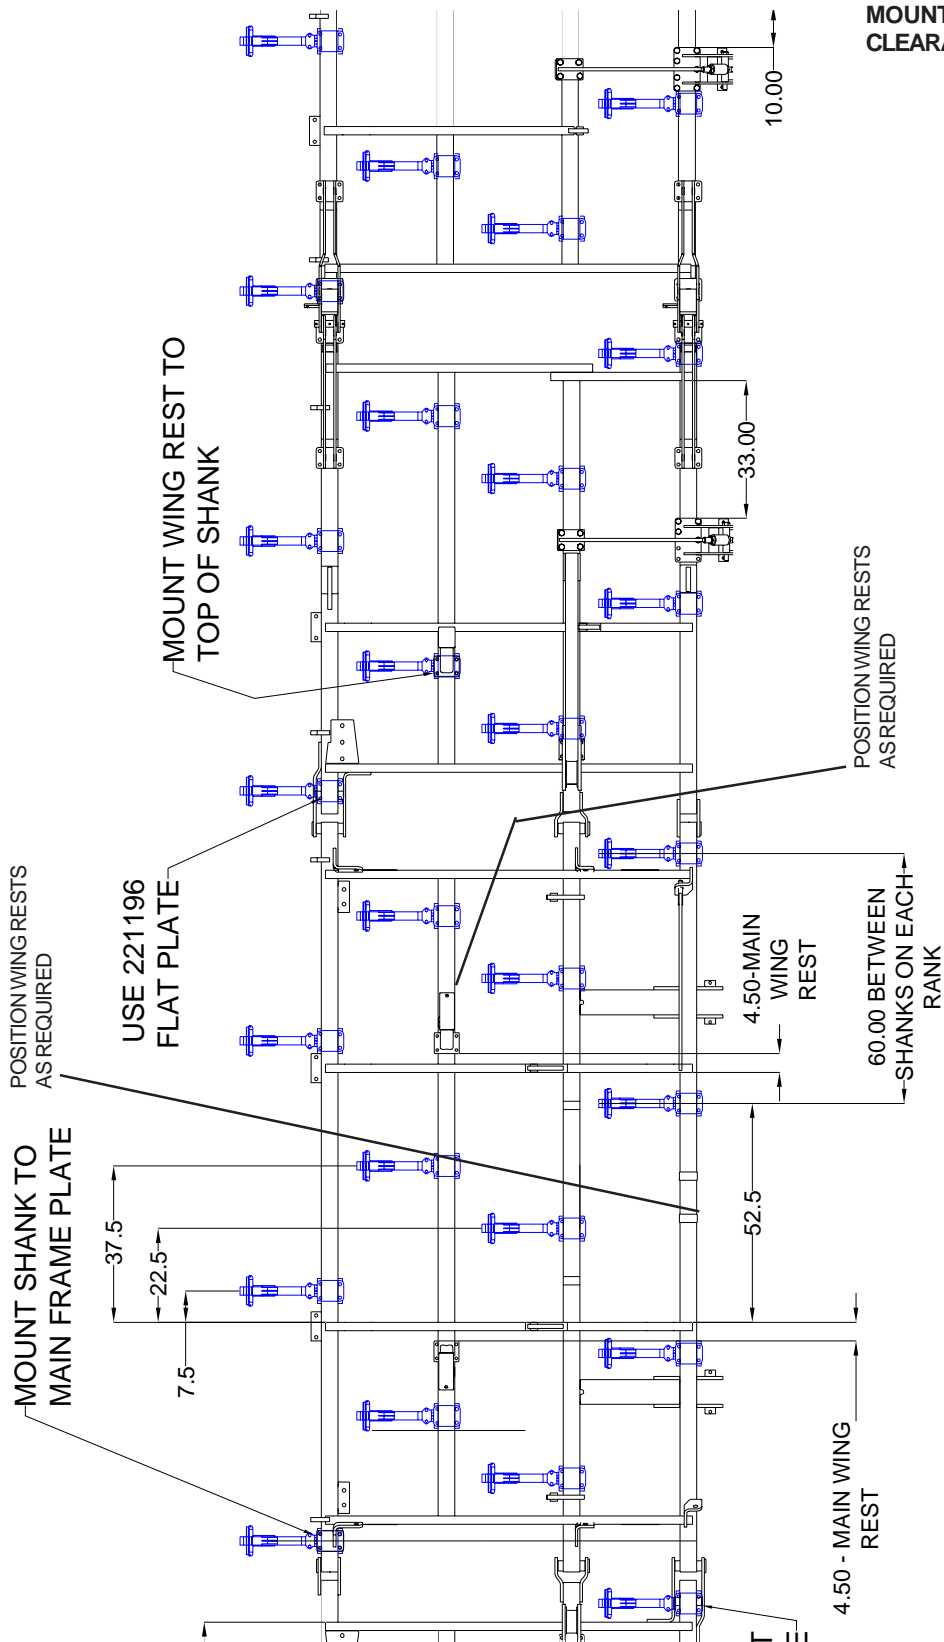 MOUNT
CLEARA
10.00
MOUNT WING REST TO
TOP OF SHANK
33.00
POSITION WING RESTS
AS REQUIRED
POSITION WING RESTS
AS REQUIRED
USE 221196
FLAT PLATE
4.50-MAIN
WING
REST
60.00 BETWEEN
SHANKS ON EACH
RANK
MOUNT SHANK TO
MAIN FRAME PLATE
37.5
22.5
7.5
52.5
4.50 - MAIN WING
REST
T
E